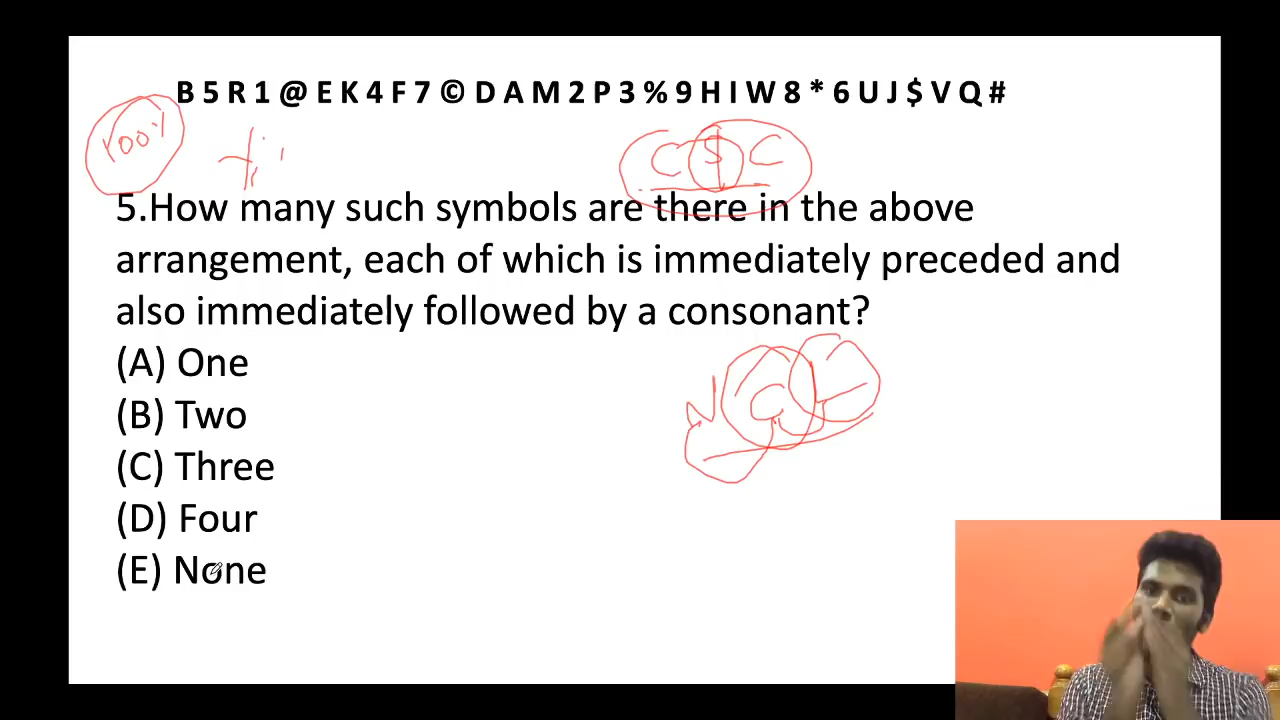 B 5 R 1 @ E K 4 F 7 © D A M 2 P 3 % 9 H I W 8 * 6 U J $ V Q #
100%
C S C
5.How many such symbols are there in the above
arrangement, each of which is immediately preceded and
also immediately followed by a consonant?
(A) One
(B) Two
(C) Three
(D) Four
(E) None
N C L